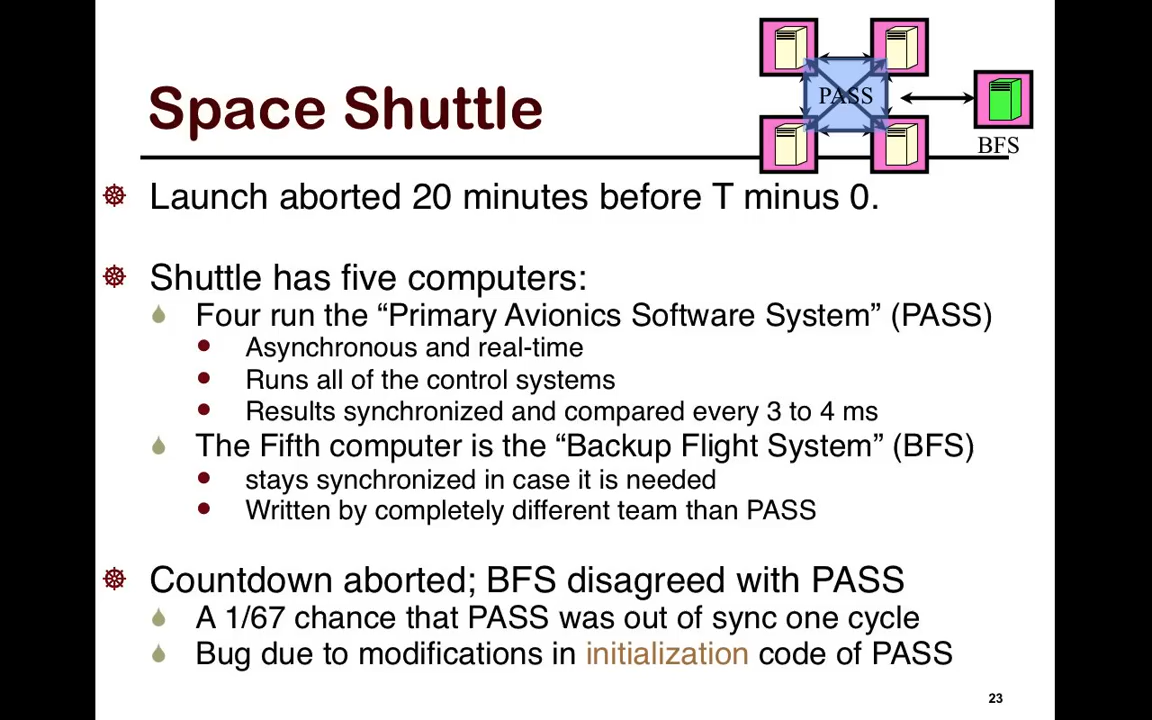 PASS
BFS
Space Shuttle
Launch aborted 20 minutes before T minus 0.
Shuttle has five computers:
Four run the “Primary Avionics Software System” (PASS)
Asynchronous and real-time
Runs all of the control systems
Results synchronized and compared every 3 to 4 ms
The Fifth computer is the “Backup Flight System” (BFS)
stays synchronized in case it is needed
Written by completely different team than PASS
Countdown aborted; BFS disagreed with PASS
A 1/67 chance that PASS was out of sync one cycle
Bug due to modifications in initialization code of PASS
23